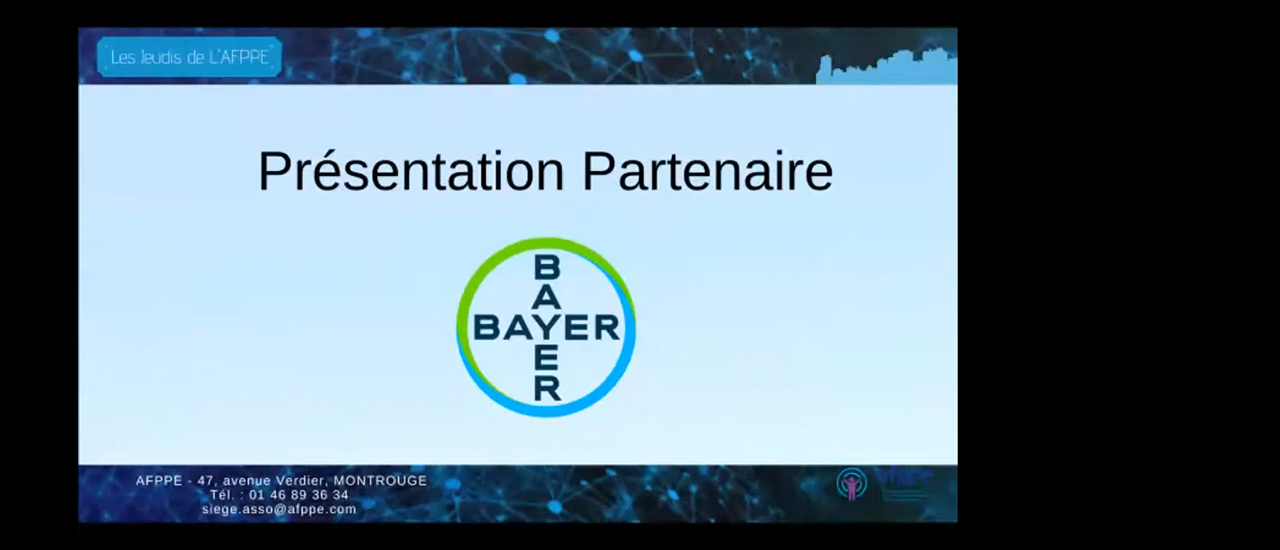 Les Jeudis de L'AFPPE
Présentation Partenaire
B
A
BAYER
E
R
AFPPE - 47, avenue Verdier, MONTROUGE
Tél. : 01 46 89 36 34
siege.asso@afppe.com
afppe